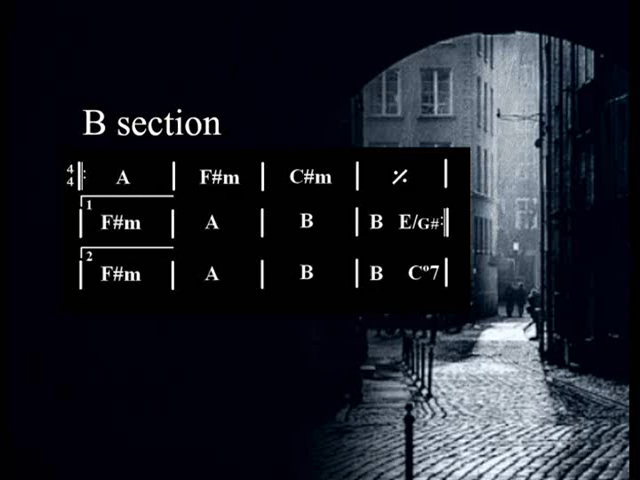 B section
4/4 𝄆 A | F#m | C#m | 𝄎 |
1 | F#m | A | B | B E/G# 𝄇
2 | F#m | A | B | B Cº7 |